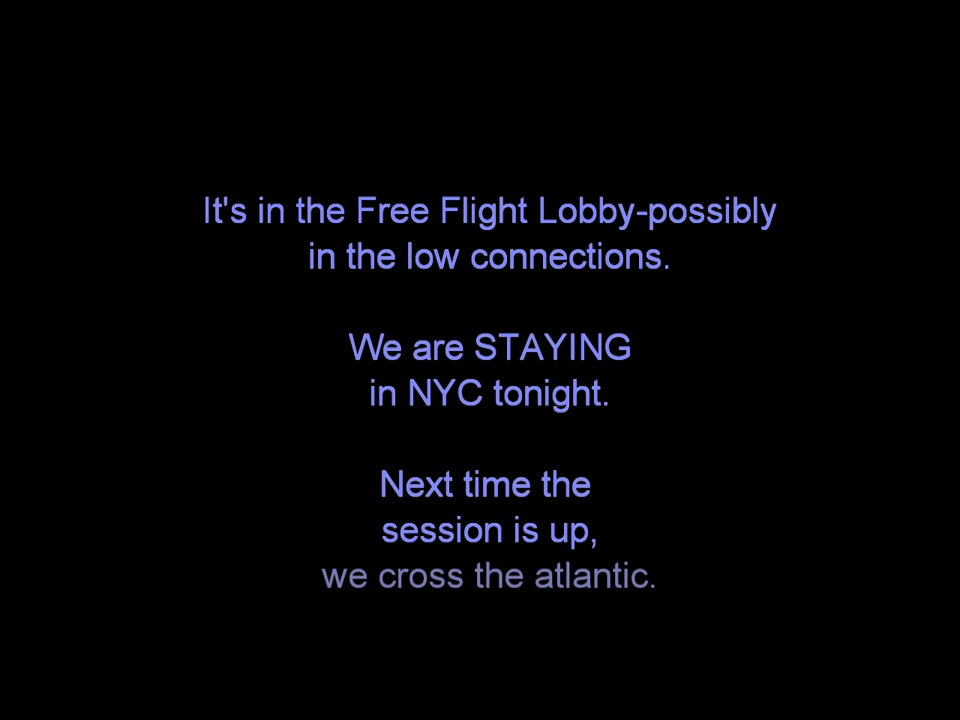 It's in the Free Flight Lobby-possibly
in the low connections.
We are STAYING
in NYC tonight.
Next time the
session is up,
we cross the atlantic.